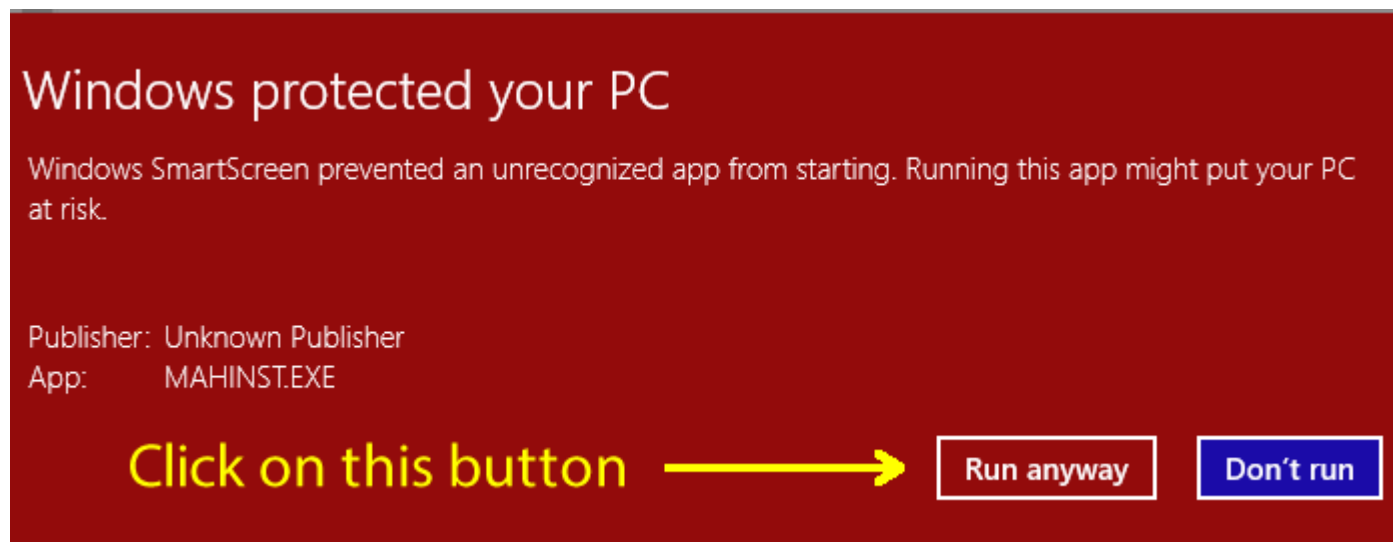 Windows protected your PC
Windows SmartScreen prevented an unrecognized app from starting. Running this app might put your PC
at risk.
Publisher: Unknown Publisher
App: MAHINST.EXE
Click on this button Run anyway Don't run